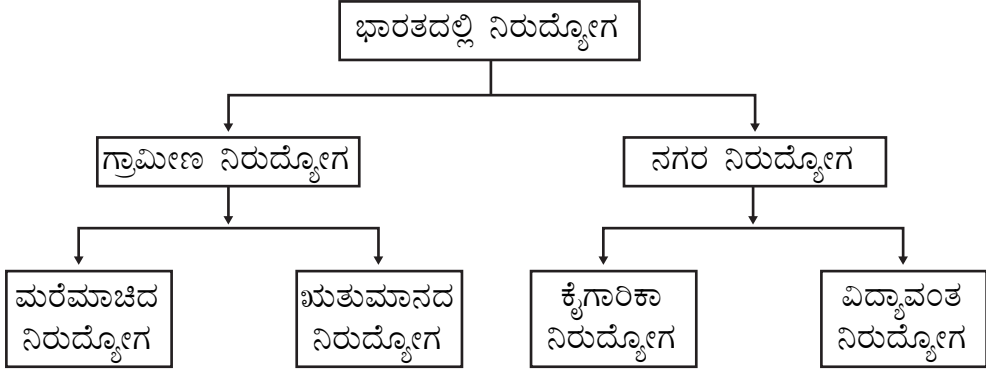 ಭಾರತದಲ್ಲಿ ನಿರುದ್ಯೋಗ
ಗ್ರಾಮೀಣ ನಿರುದ್ಯೋಗ
ನಗರ ನಿರುದ್ಯೋಗ
ಮರೆಮಾಚಿದ
ನಿರುದ್ಯೋಗ
ಋತುಮಾನದ
ನಿರುದ್ಯೋಗ
ಕೈಗಾರಿಕಾ
ನಿರುದ್ಯೋಗ
ವಿದ್ಯಾವಂತ
ನಿರುದ್ಯೋಗ